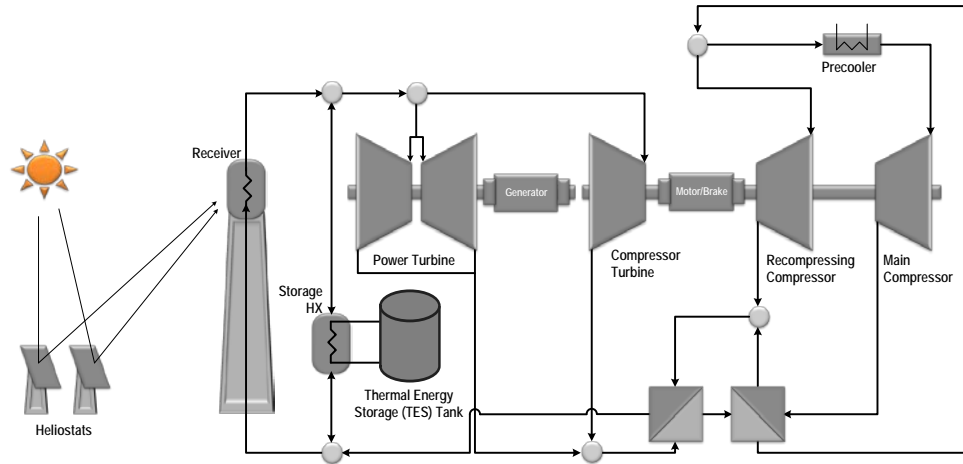 Precooler
Receiver
Generator
Motor/Brake
Power Turbine
Compressor
Turbine
Recompressing
Compressor
Main
Compressor
Storage
HX
Thermal Energy
Storage (TES) Tank
Heliostats